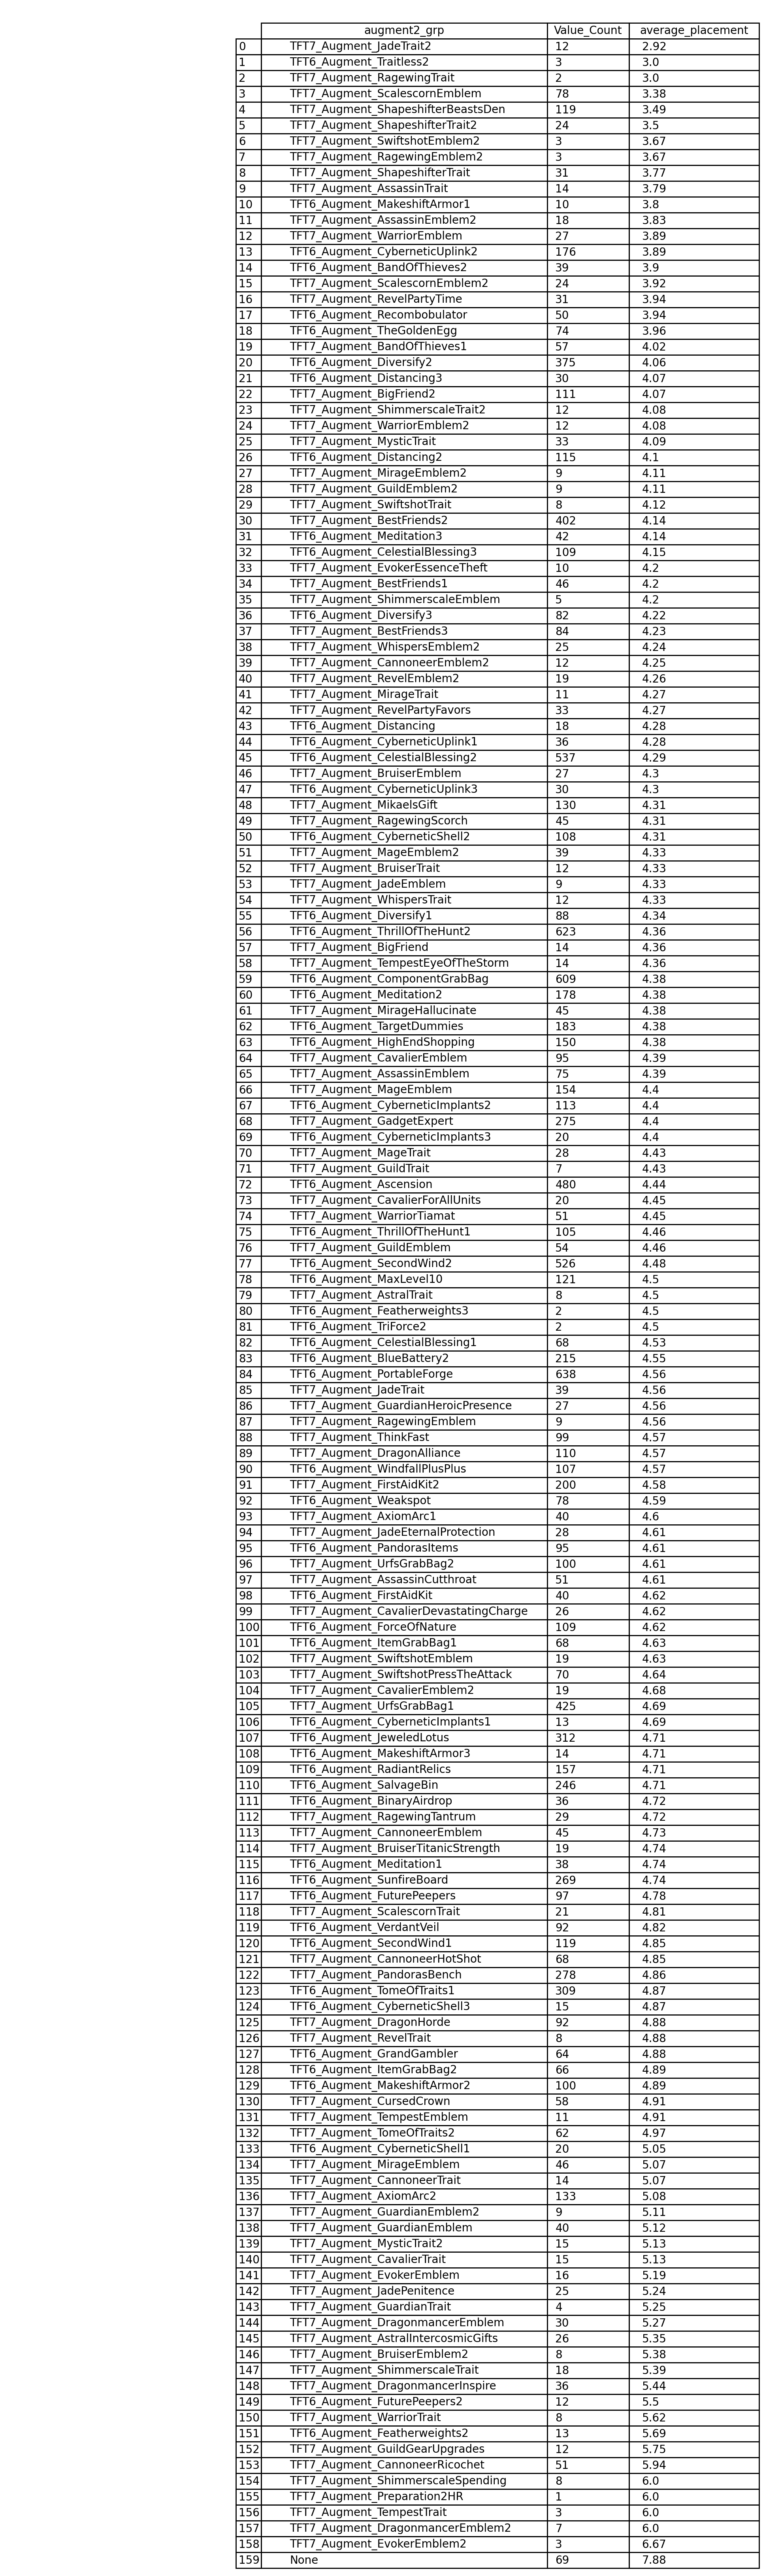 augment2_grp Value_Count average_placement
0 TFT7_Augment_JadeTrait2 12 2.92
1 TFT6_Augment_Traitless2 3 3.0
2 TFT7_Augment_RagewingTrait 2 3.0
3 TFT7_Augment_ScalescornEmblem 78 3.38
4 TFT7_Augment_ShapeshifterBeastsDen 119 3.49
5 TFT7_Augment_ShapeshifterTrait2 24 3.5
6 TFT7_Augment_SwiftshotEmblem2 3 3.67
7 TFT7_Augment_RagewingEmblem2 3 3.67
8 TFT7_Augment_ShapeshifterTrait 31 3.77
9 TFT7_Augment_AssassinTrait 14 3.79
10 TFT6_Augment_MakeshiftArmor1 10 3.8
11 TFT7_Augment_AssassinEmblem2 18 3.83
12 TFT7_Augment_WarriorEmblem 27 3.89
13 TFT6_Augment_CyberneticUplink2 176 3.89
14 TFT6_Augment_BandOfThieves2 39 3.9
15 TFT7_Augment_ScalescornEmblem2 24 3.92
16 TFT7_Augment_RevelPartyTime 31 3.94
17 TFT6_Augment_Recombobulator 50 3.94
18 TFT6_Augment_TheGoldenEgg 74 3.96
19 TFT7_Augment_BandOfThieves1 57 4.02
20 TFT6_Augment_Diversify2 375 4.06
21 TFT6_Augment_Distancing3 30 4.07
22 TFT7_Augment_BigFriend2 111 4.07
23 TFT7_Augment_ShimmerscaleTrait2 12 4.08
24 TFT7_Augment_WarriorEmblem2 12 4.08
25 TFT7_Augment_MysticTrait 33 4.09
26 TFT6_Augment_Distancing2 115 4.1
27 TFT7_Augment_MirageEmblem2 9 4.11
28 TFT7_Augment_GuildEmblem2 9 4.11
29 TFT7_Augment_SwiftshotTrait 8 4.12
30 TFT7_Augment_BestFriends2 402 4.14
31 TFT6_Augment_Meditation3 42 4.14
32 TFT6_Augment_CelestialBlessing3 109 4.15
33 TFT7_Augment_EvokerEssenceTheft 10 4.2
34 TFT7_Augment_BestFriends1 46 4.2
35 TFT7_Augment_ShimmerscaleEmblem 5 4.2
36 TFT6_Augment_Diversify3 82 4.22
37 TFT7_Augment_BestFriends3 84 4.23
38 TFT7_Augment_WhispersEmblem2 25 4.24
39 TFT7_Augment_CannoneerEmblem2 12 4.25
40 TFT7_Augment_RevelEmblem2 19 4.26
41 TFT7_Augment_MirageTrait 11 4.27
42 TFT7_Augment_RevelPartyFavors 33 4.27
43 TFT6_Augment_Distancing 18 4.28
44 TFT6_Augment_CyberneticUplink1 36 4.28
45 TFT6_Augment_CelestialBlessing2 537 4.29
46 TFT7_Augment_BruiserEmblem 27 4.3
47 TFT6_Augment_CyberneticUplink3 30 4.3
48 TFT7_Augment_MikaelsGift 130 4.31
49 TFT7_Augment_RagewingScorch 45 4.31
50 TFT6_Augment_CyberneticShell2 108 4.31
51 TFT7_Augment_MageEmblem2 39 4.33
52 TFT7_Augment_BruiserTrait 12 4.33
53 TFT7_Augment_JadeEmblem 9 4.33
54 TFT7_Augment_WhispersTrait 12 4.33
55 TFT6_Augment_Diversify1 88 4.34
56 TFT6_Augment_ThrillOfTheHunt2 623 4.36
57 TFT7_Augment_BigFriend 14 4.36
58 TFT7_Augment_TempestEyeOfTheStorm 14 4.36
59 TFT6_Augment_ComponentGrabBag 609 4.38
60 TFT6_Augment_Meditation2 178 4.38
61 TFT7_Augment_MirageHallucinate 45 4.38
62 TFT6_Augment_TargetDummies 183 4.38
63 TFT6_Augment_HighEndShopping 150 4.38
64 TFT7_Augment_CavalierEmblem 95 4.39
65 TFT7_Augment_AssassinEmblem 75 4.39
66 TFT7_Augment_MageEmblem 154 4.4
67 TFT6_Augment_CyberneticImplants2 113 4.4
68 TFT7_Augment_GadgetExpert 275 4.4
69 TFT6_Augment_CyberneticImplants3 20 4.4
70 TFT7_Augment_MageTrait 28 4.43
71 TFT7_Augment_GuildTrait 7 4.43
72 TFT6_Augment_Ascension 480 4.44
73 TFT7_Augment_CavalierForAllUnits 20 4.45
74 TFT7_Augment_WarriorTiamat 51 4.45
75 TFT6_Augment_ThrillOfTheHunt1 105 4.46
76 TFT7_Augment_GuildEmblem 54 4.46
77 TFT6_Augment_SecondWind2 526 4.48
78 TFT6_Augment_MaxLevel10 121 4.5
79 TFT7_Augment_AstralTrait 8 4.5
80 TFT6_Augment_Featherweights3 2 4.5
81 TFT6_Augment_TriForce2 2 4.5
82 TFT6_Augment_CelestialBlessing1 68 4.53
83 TFT6_Augment_BlueBattery2 215 4.55
84 TFT6_Augment_PortableForge 638 4.56
85 TFT7_Augment_JadeTrait 39 4.56
86 TFT7_Augment_GuardianHeroicPresence 27 4.56
87 TFT7_Augment_RagewingEmblem 9 4.56
88 TFT7_Augment_ThinkFast 99 4.57
89 TFT7_Augment_DragonAlliance 110 4.57
90 TFT6_Augment_WindfallPlusPlus 107 4.57
91 TFT7_Augment_FirstAidKit2 200 4.58
92 TFT6_Augment_Weakspot 78 4.59
93 TFT7_Augment_AxiomArc1 40 4.6
94 TFT7_Augment_JadeEternalProtection 28 4.61
95 TFT6_Augment_PandorasItems 95 4.61
96 TFT7_Augment_UrfsGrabBag2 100 4.61
97 TFT7_Augment_AssassinCutthroat 51 4.61
98 TFT6_Augment_FirstAidKit 40 4.62
99 TFT7_Augment_CavalierDevastatingCharge 26 4.62
100 TFT6_Augment_ForceOfNature 109 4.62
101 TFT6_Augment_ItemGrabBag1 68 4.63
102 TFT7_Augment_SwiftshotEmblem 19 4.63
103 TFT7_Augment_SwiftshotPressTheAttack 70 4.64
104 TFT7_Augment_CavalierEmblem2 19 4.68
105 TFT7_Augment_UrfsGrabBag1 425 4.69
106 TFT6_Augment_CyberneticImplants1 13 4.69
107 TFT6_Augment_JeweledLotus 312 4.71
108 TFT6_Augment_MakeshiftArmor3 14 4.71
109 TFT6_Augment_RadiantRelics 157 4.71
110 TFT6_Augment_SalvageBin 246 4.71
111 TFT6_Augment_BinaryAirdrop 36 4.72
112 TFT7_Augment_RagewingTantrum 29 4.72
113 TFT7_Augment_CannoneerEmblem 45 4.73
114 TFT7_Augment_BruiserTitanicStrength 19 4.74
115 TFT6_Augment_Meditation1 38 4.74
116 TFT6_Augment_SunfireBoard 269 4.74
117 TFT6_Augment_FuturePeepers 97 4.78
118 TFT7_Augment_ScalescornTrait 21 4.81
119 TFT6_Augment_VerdantVeil 92 4.82
120 TFT6_Augment_SecondWind1 119 4.85
121 TFT7_Augment_CannoneerHotShot 68 4.85
122 TFT7_Augment_PandorasBench 278 4.86
123 TFT6_Augment_TomeOfTraits1 309 4.87
124 TFT6_Augment_CyberneticShell3 15 4.87
125 TFT7_Augment_DragonHorde 92 4.88
126 TFT7_Augment_RevelTrait 8 4.88
127 TFT6_Augment_GrandGambler 64 4.88
128 TFT6_Augment_ItemGrabBag2 66 4.89
129 TFT6_Augment_MakeshiftArmor2 100 4.89
130 TFT7_Augment_CursedCrown 58 4.91
131 TFT7_Augment_TempestEmblem 11 4.91
132 TFT7_Augment_TomeOfTraits2 62 4.97
133 TFT6_Augment_CyberneticShell1 20 5.05
134 TFT7_Augment_MirageEmblem 46 5.07
135 TFT7_Augment_CannoneerTrait 14 5.07
136 TFT7_Augment_AxiomArc2 133 5.08
137 TFT7_Augment_GuardianEmblem2 9 5.11
138 TFT7_Augment_GuardianEmblem 40 5.12
139 TFT7_Augment_MysticTrait2 15 5.13
140 TFT7_Augment_CavalierTrait 15 5.13
141 TFT7_Augment_EvokerEmblem 16 5.19
142 TFT7_Augment_JadePenitence 25 5.24
143 TFT7_Augment_GuardianTrait 4 5.25
144 TFT7_Augment_DragonmancerEmblem 30 5.27
145 TFT7_Augment_AstralIntercosmicGifts 26 5.35
146 TFT7_Augment_BruiserEmblem2 8 5.38
147 TFT7_Augment_ShimmerscaleTrait 18 5.39
148 TFT7_Augment_DragonmancerInspire 36 5.44
149 TFT6_Augment_FuturePeepers2 12 5.5
150 TFT7_Augment_WarriorTrait 8 5.62
151 TFT6_Augment_Featherweights2 13 5.69
152 TFT7_Augment_GuildGearUpgrades 12 5.75
153 TFT7_Augment_CannoneerRicochet 51 5.94
154 TFT7_Augment_ShimmerscaleSpending 8 6.0
155 TFT7_Augment_Preparation2HR 1 6.0
156 TFT7_Augment_TempestTrait 3 6.0
157 TFT7_Augment_DragonmancerEmblem2 7 6.0
158 TFT7_Augment_EvokerEmblem2 3 6.67
159 None 69 7.88